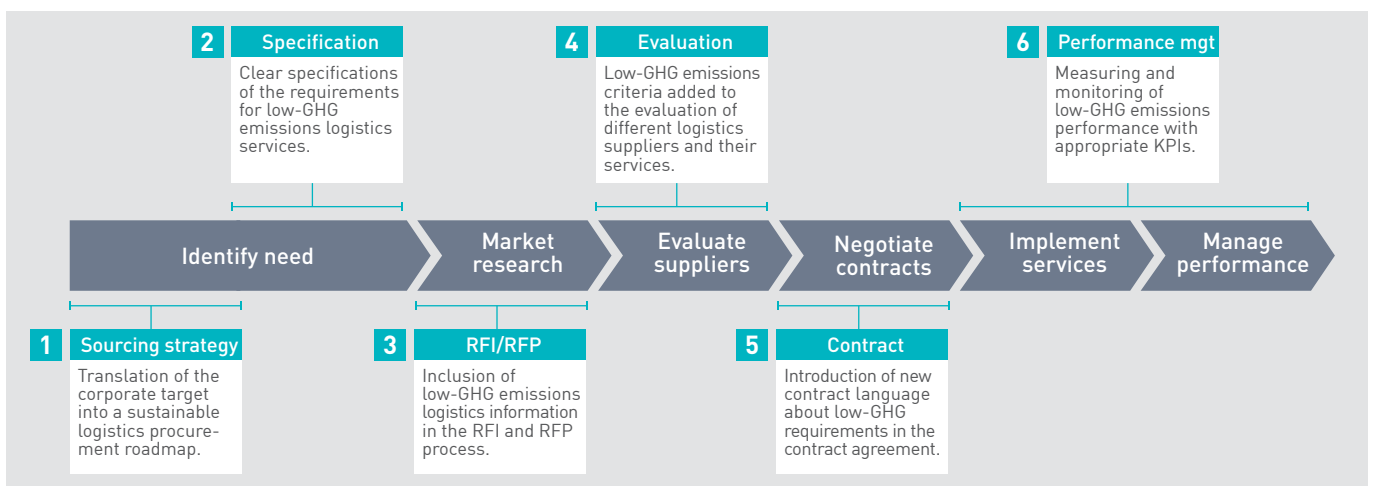 2
Specification
Clear specifications
of the requirements
for low-GHG
emissions logistics
services.
4
Evaluation
Low-GHG emissions
criteria added to
the evaluation of
different logistics
suppliers and their
services.
6
Performance mgt
Measuring and
monitoring of
low-GHG emissions
performance with
appropriate KPIs.
Identify need
Market
research
Evaluate
suppliers
Negotiate
contracts
Implement
services
Manage
performance
1
Sourcing strategy
Translation of the
corporate target
into a sustainable
logistics procure-
ment roadmap.
3
RFI/RFP
Inclusion of
low-GHG emissions
logistics information
in the RFI and RFP
process.
5
Contract
Introduction of new
contract language
about low-GHG
requirements in the
contract agreement.